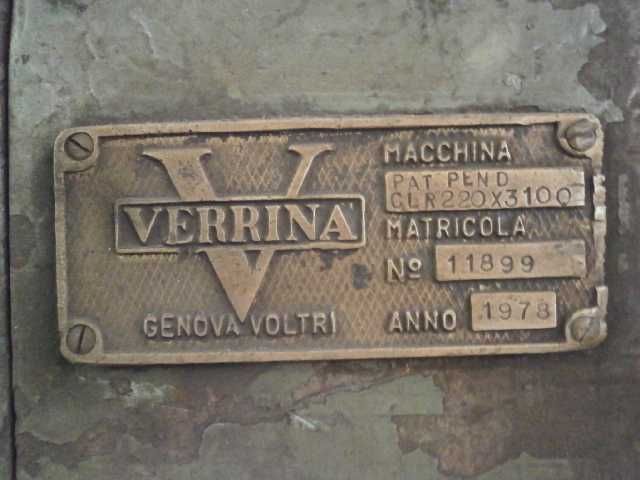 V
VERRINA
GENOVA VOLTRI
MACCHINA
PAT PEND
CLR220X3100
MATRICOLA
Nº 11899
ANNO 1978